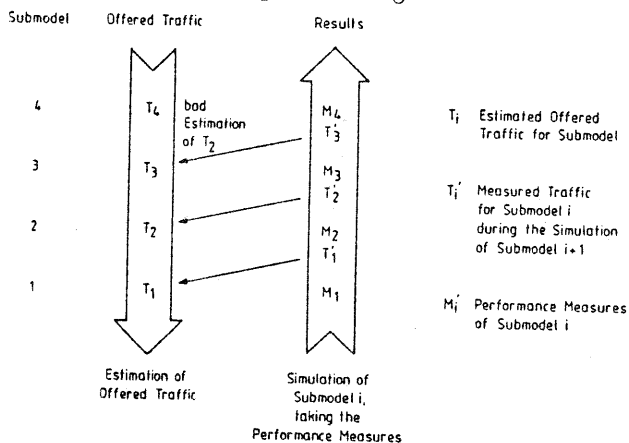 Submodel Offered Traffic Results
4 T4 bad M4
Estimation T'3
of T2
3 T3 M3
T'2
2 T2 M2
T'1
1 T1 M1
Estimation of
Offered Traffic
Simulation of
Submodel i,
taking the
Performance Measures
Ti Estimated Offered
Traffic for Submodel
Ti' Measured Traffic
for Submodel i
during the Simulation
of Submodel i+1
Mi' Performance Measures
of Submodel i